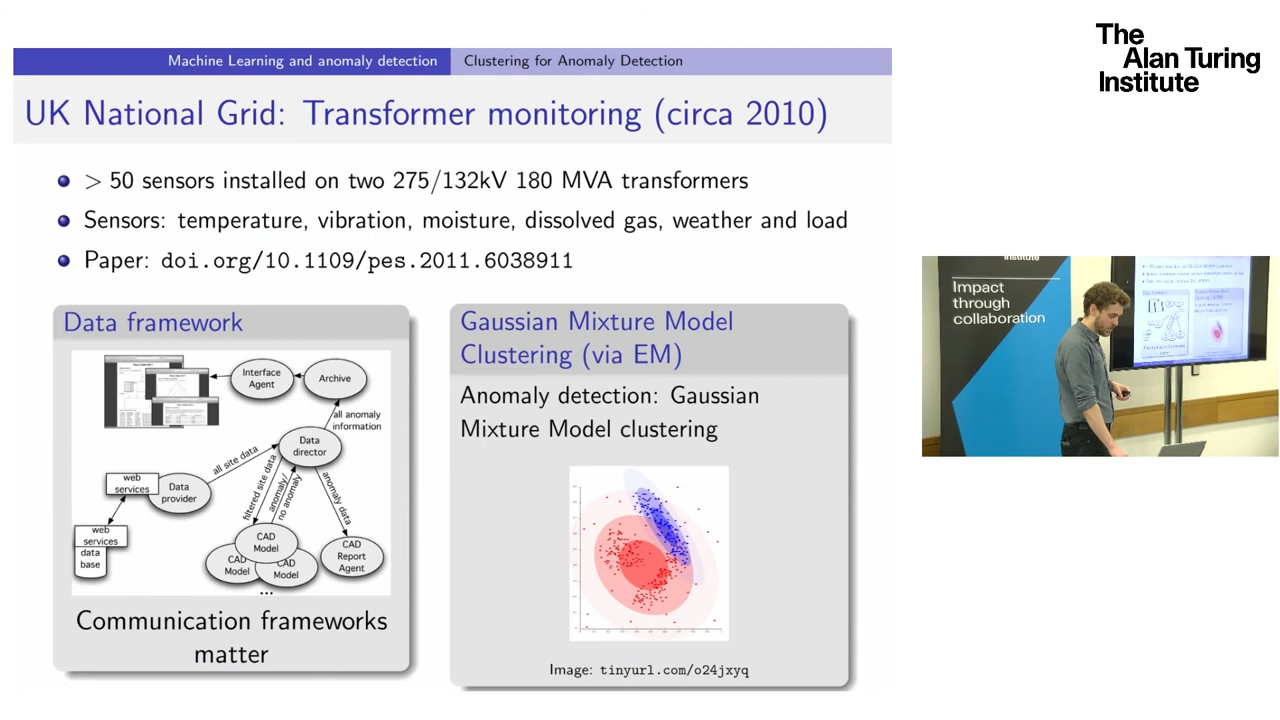 The
Alan Turing
Institute
Machine Learning and anomaly detection
Clustering for Anomaly Detection
UK National Grid: Transformer monitoring (circa 2010)
> 50 sensors installed on two 275/132kV 180 MVA transformers
Sensors: temperature, vibration, moisture, dissolved gas, weather and load
Paper: doi.org/10.1109/pes.2011.6038911
Data framework
Interface
Agent
Archive
all anomaly
information
Data
director
all site data
web
services
Data
provider
filtered site data
anomaly/
no anomaly
anomaly data
web
services
data
base
CAD
Model
CAD
Model
CAD
Model
CAD
Report
Agent
...
Communication frameworks
matter
Gaussian Mixture Model
Clustering (via EM)
Anomaly detection: Gaussian
Mixture Model clustering
Image: tinyurl.com/o24jxyq
Institute
Impact
through
collaboration